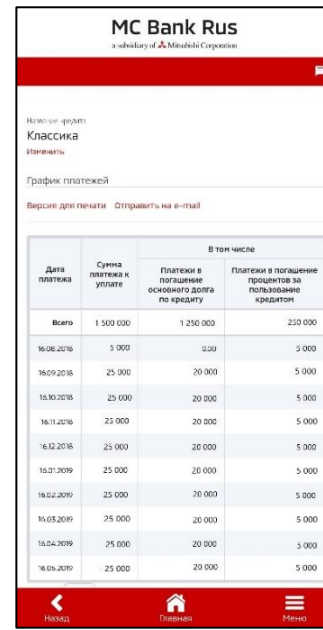 MC Bank Rus
a subsidiary of Mitsubishi Corporation
Название кредита
Классика
Изменить
График платежей
Версия для печати Отправить на e-mail
Дата платежа Сумма платежа к уплате В том числе
Платежи в погашение основного долга по кредиту Платежи в погашение процентов за пользование кредитом
Всего 1 500 000 1 250 000 250 000
16.08.2018 5 000 0.00 5 000
16.09.2018 25 000 20 000 5 000
16.10.2018 25 000 20 000 5 000
16.11.2018 25 000 20 000 5 000
16.12.2018 25 000 20 000 5 000
16.01.2019 25 000 20 000 5 000
16.02.2019 25 000 20 000 5 000
16.03.2019 25 000 20 000 5 000
16.04.2019 25 000 20 000 5 000
16.05.2019 25 000 20 000 5 000
Назад Главная Меню